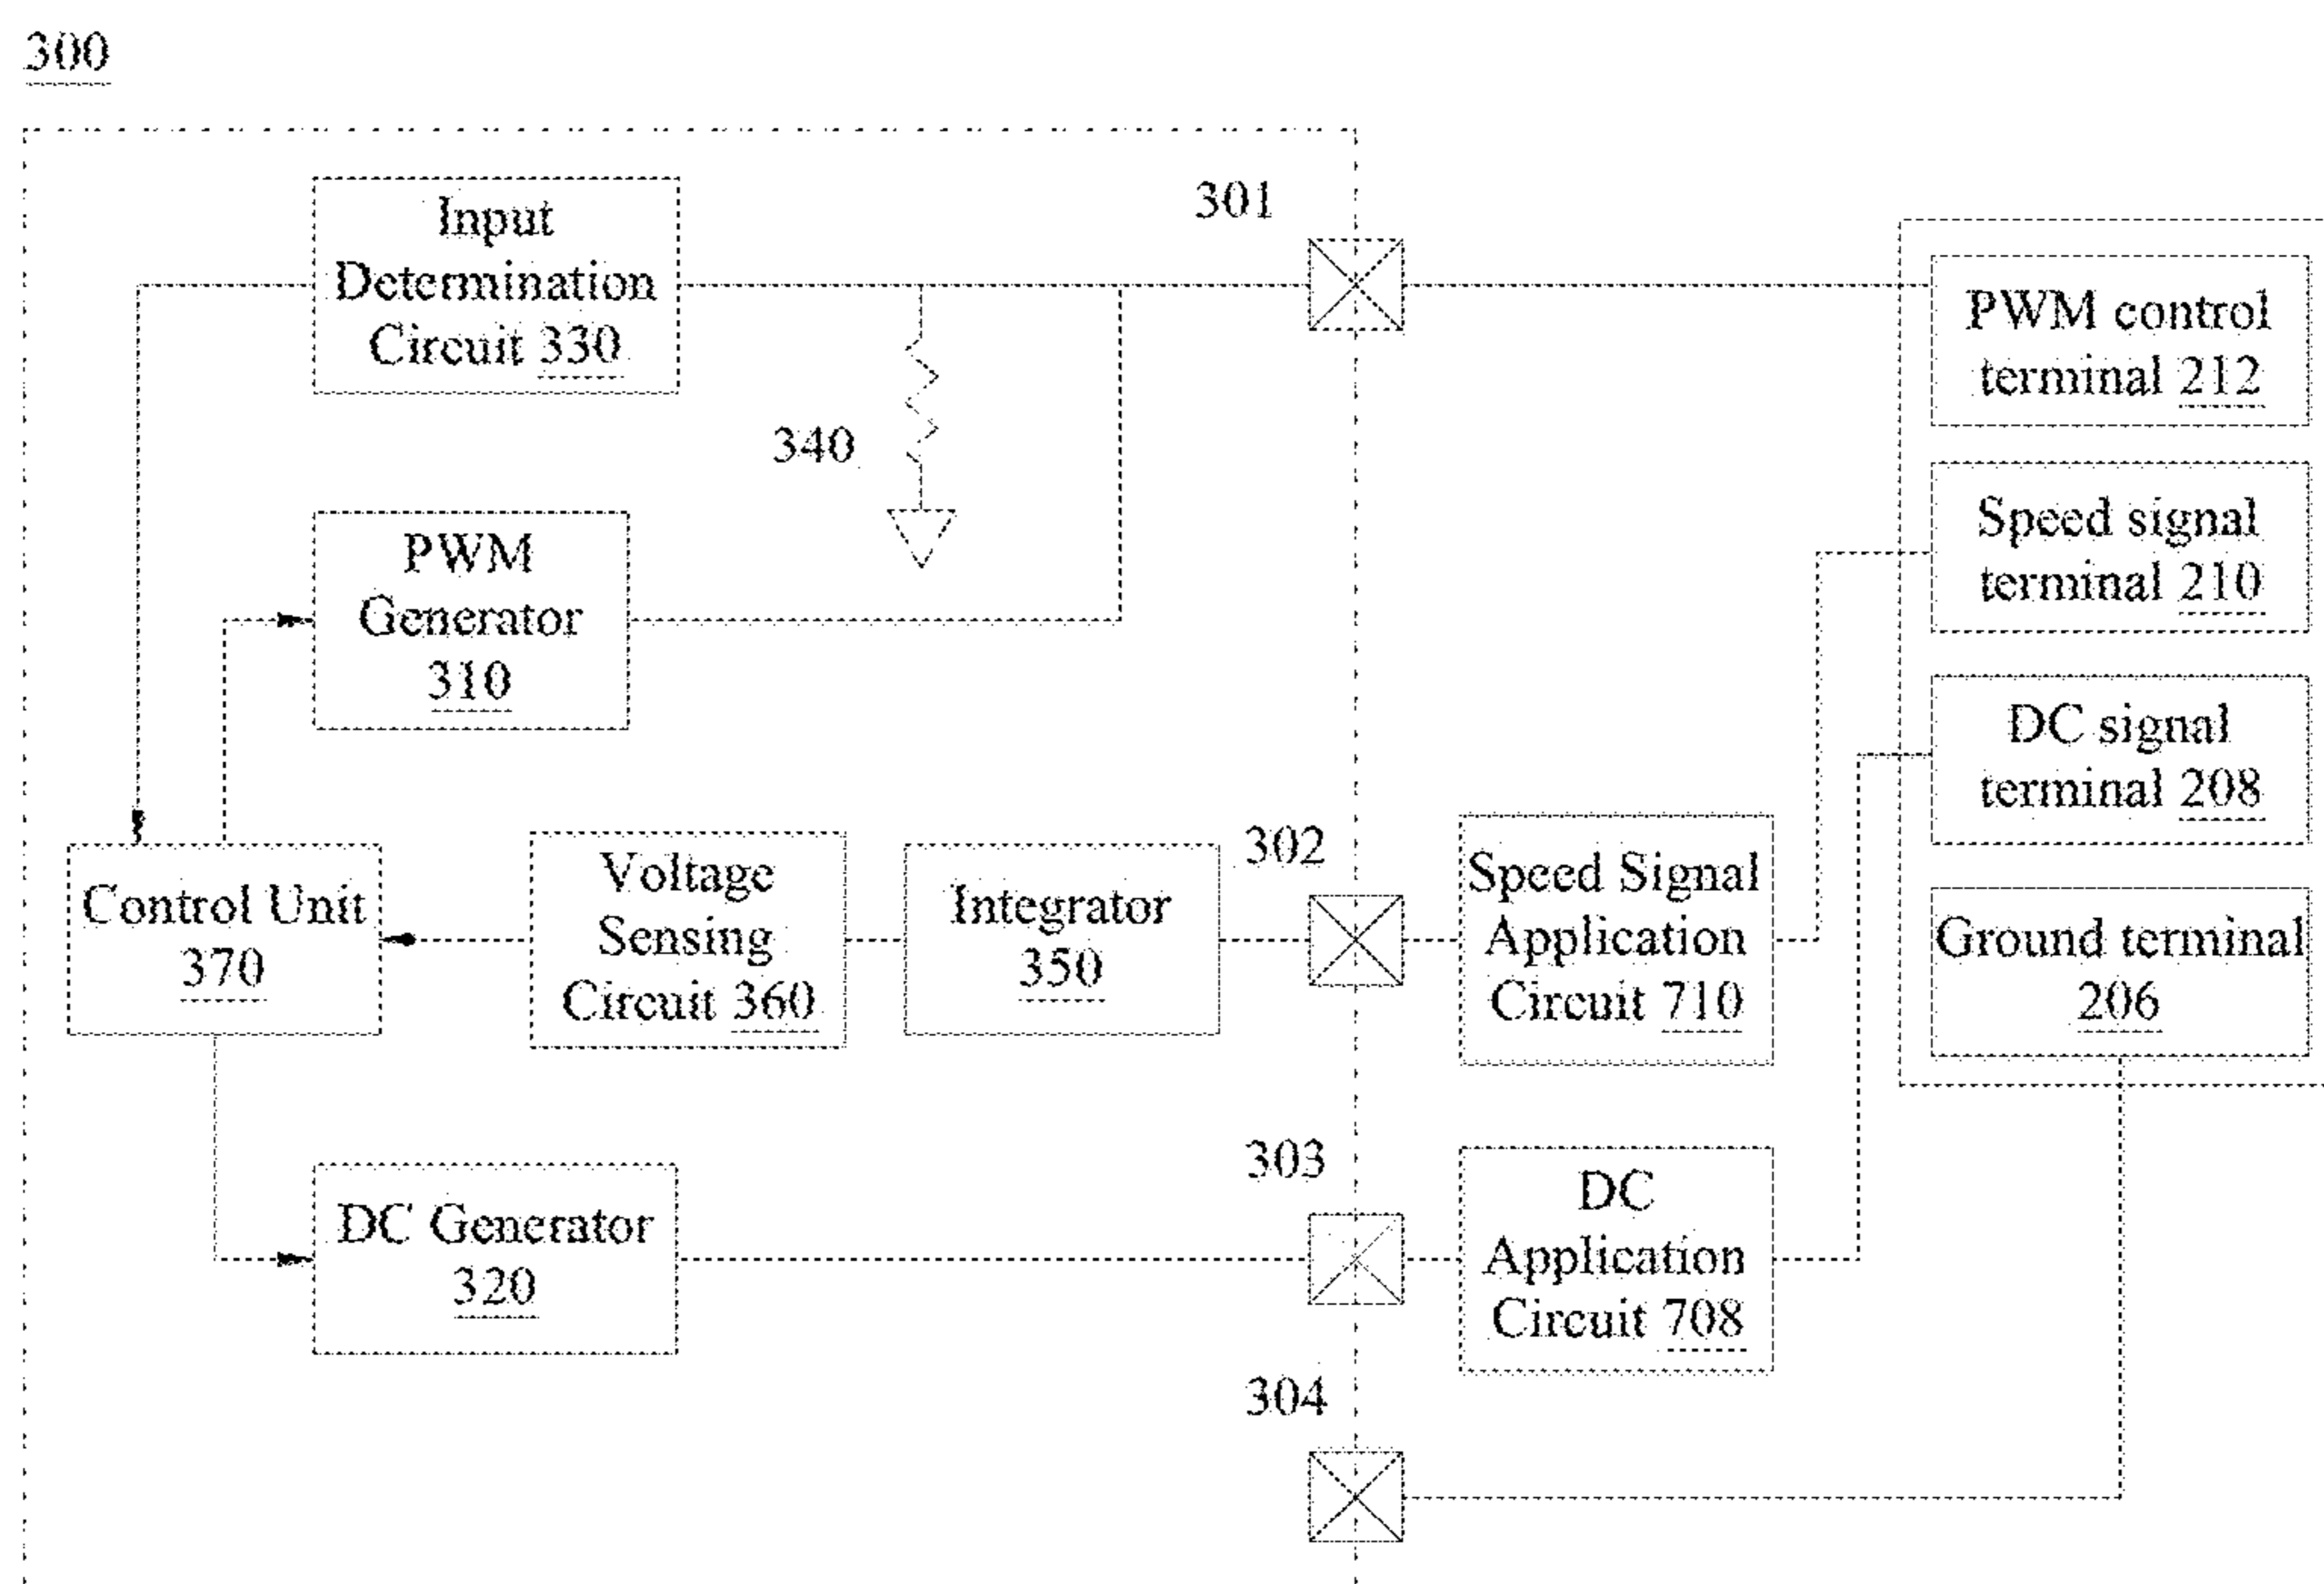 300
Input
Determination
Circuit 330
301
PWM control
terminal 212
340
Speed signal
terminal 210
PWM
Generator
310
DC signal
terminal 208
302
Control Unit
370
Voltage
Sensing
Circuit 360
Integrator
350
Speed Signal
Application
Circuit 710
Ground terminal
206
303
DC Generator
320
DC
Application
Circuit 708
304